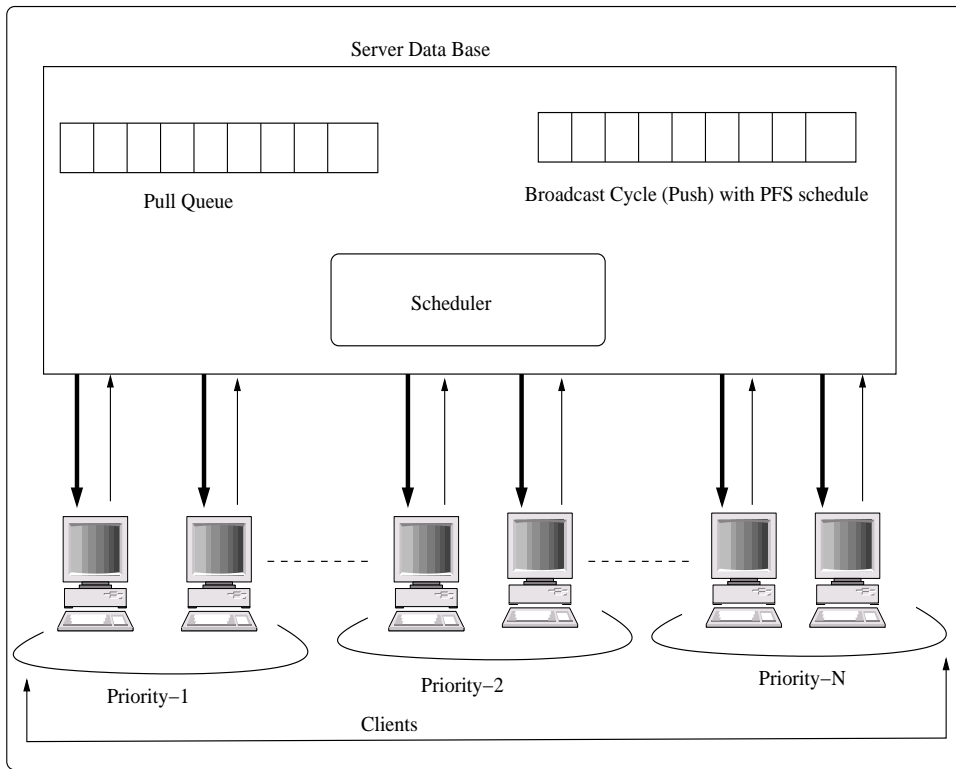 Server Data Base
Pull Queue
Broadcast Cycle (Push) with PFS schedule
Scheduler
Priority−1
Priority−2
Priority−N
Clients